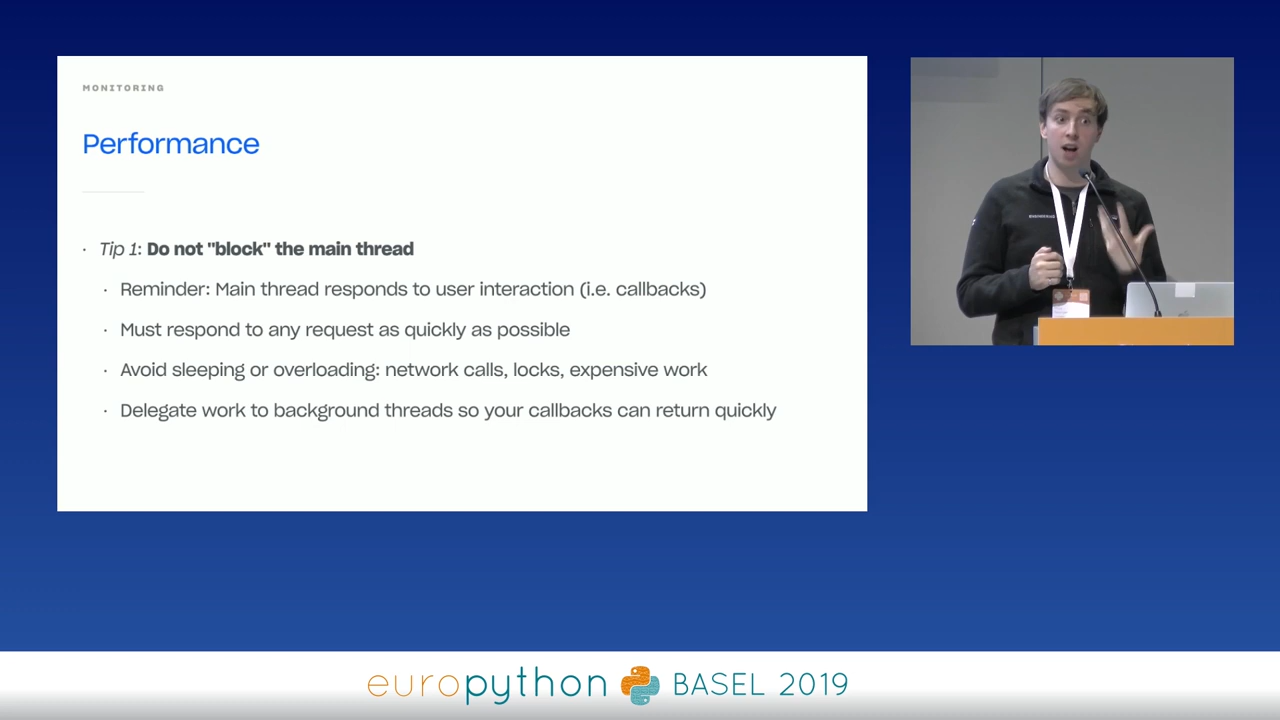 MONITORING
Performance
· Tip 1: Do not "block" the main thread
· Reminder: Main thread responds to user interaction (i.e. callbacks)
· Must respond to any request as quickly as possible
· Avoid sleeping or overloading: network calls, locks, expensive work
· Delegate work to background threads so your callbacks can return quickly
europython BASEL 2019